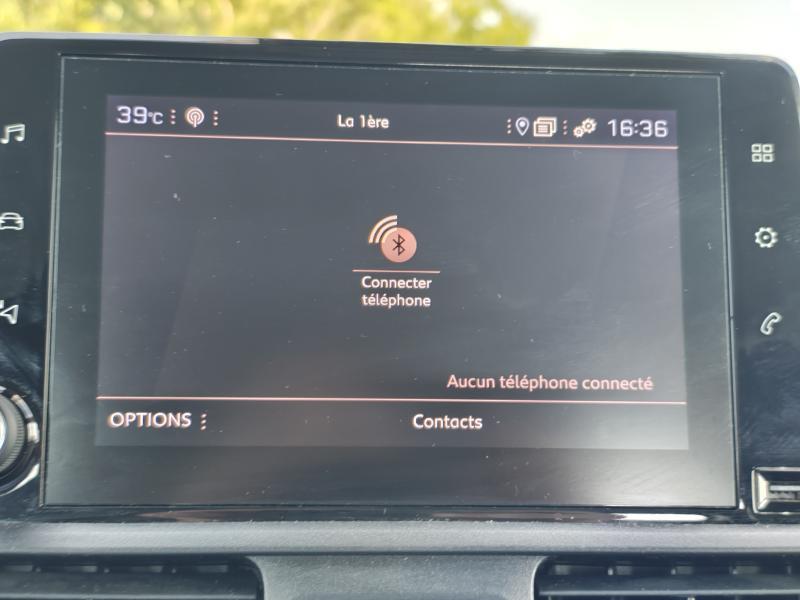 39°C
La 1ère
16:36
Connecter
téléphone
Aucun téléphone connecté
OPTIONS
Contacts